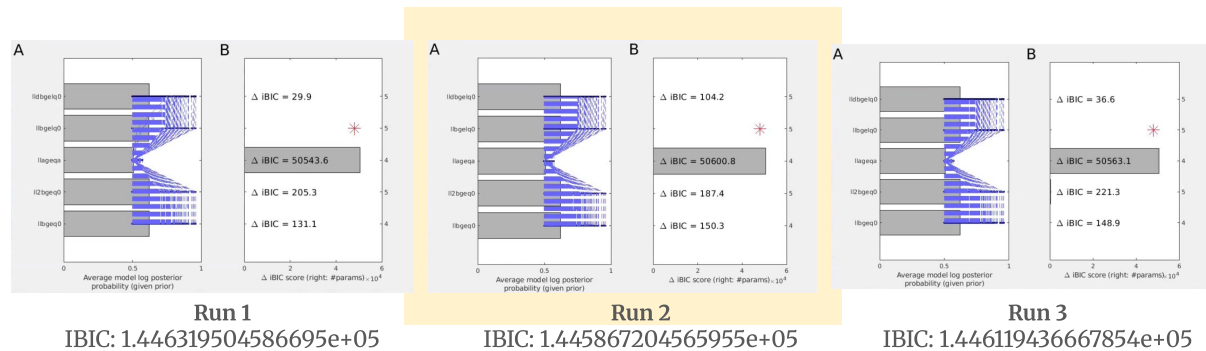 A
B
lldbgelq0
llbgelq0
llageqa
ll2bgeq0
llbgeq0
Δ iBIC = 29.9
Δ iBIC = 50543.6
Δ iBIC = 205.3
Δ iBIC = 131.1
5
5
4
5
4
0
0.5
1
0
2
4
6
Average model log posterior
probability (given prior)
Δ iBIC score (right: #params) ×10^4
Run 1
IBIC: 1.446319504586695e+05
A
B
lldbgelq0
llbgelq0
llageqa
ll2bgeq0
llbgeq0
Δ iBIC = 104.2
Δ iBIC = 50600.8
Δ iBIC = 187.4
Δ iBIC = 150.3
5
5
4
5
4
0
0.5
1
0
2
4
6
Average model log posterior
probability (given prior)
Δ iBIC score (right: #params) ×10^4
Run 2
IBIC: 1.445867204565955e+05
A
B
lldbgelq0
llbgelq0
llageqa
ll2bgeq0
llbgeq0
Δ iBIC = 36.6
Δ iBIC = 50563.1
Δ iBIC = 221.3
Δ iBIC = 148.9
5
5
4
5
4
0
0.5
1
0
2
4
6
Average model log posterior
probability (given prior)
Δ iBIC score (right: #params) ×10^4
Run 3
IBIC: 1.446119436667854e+05